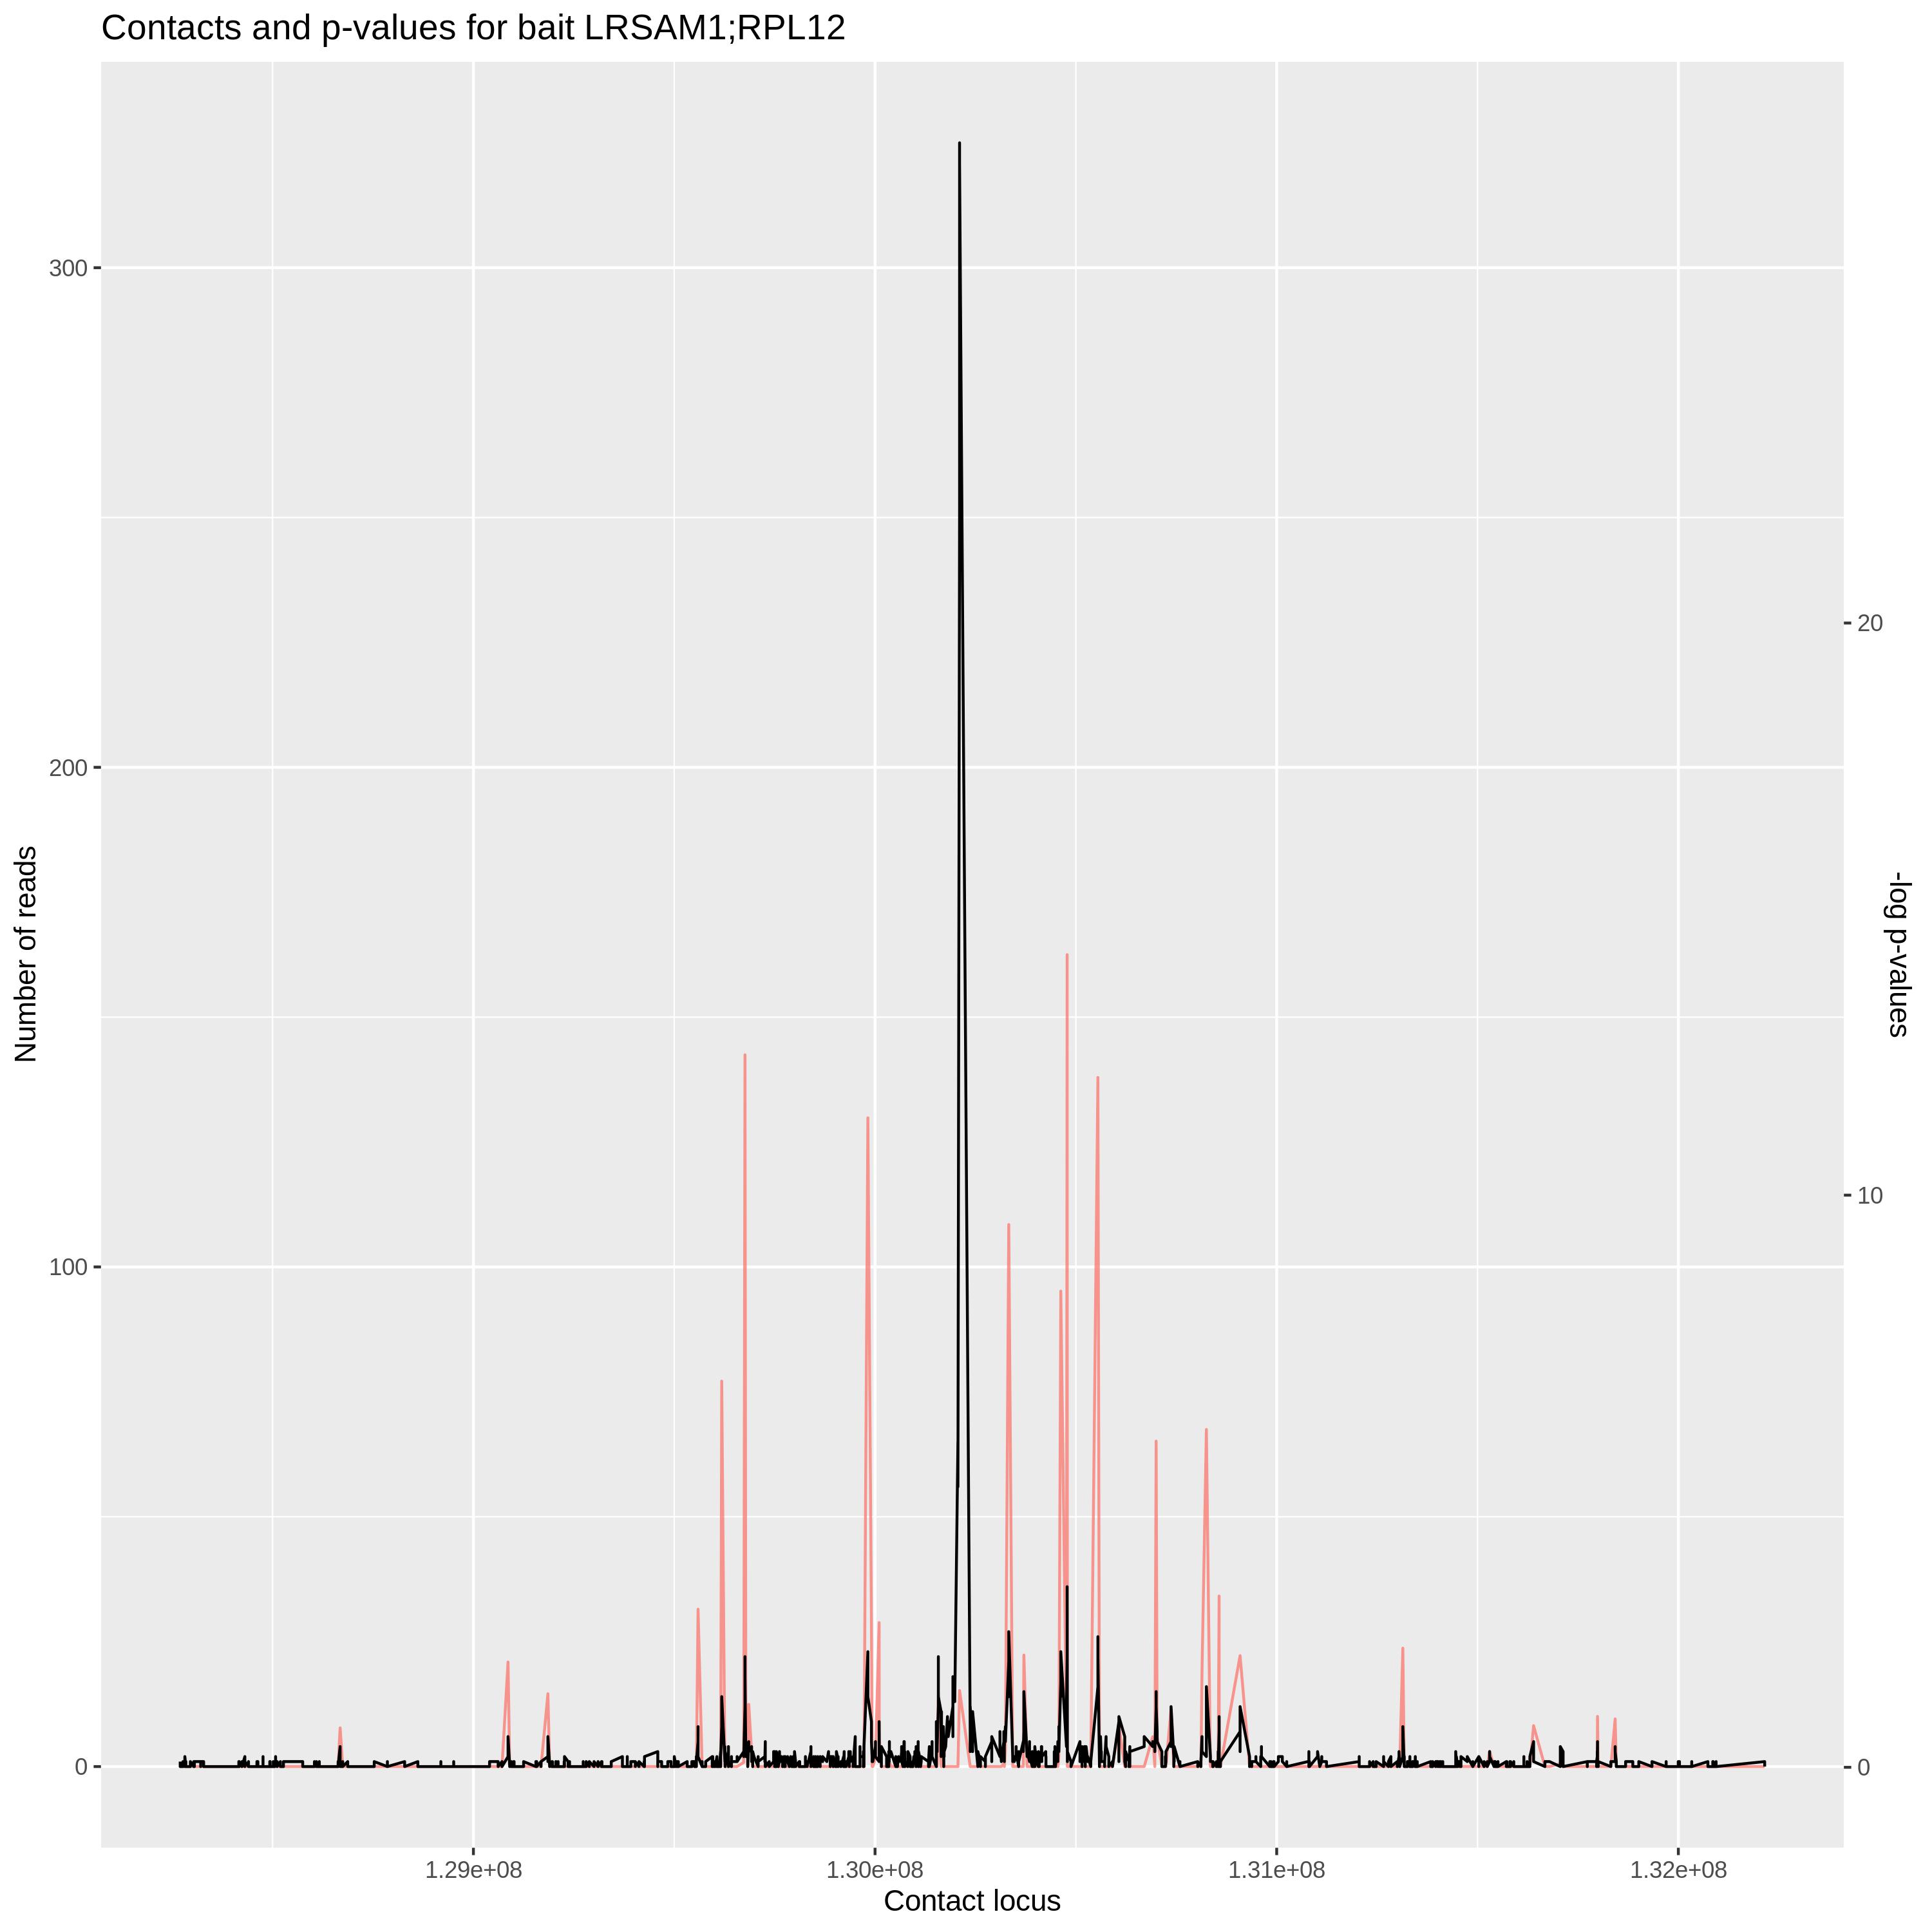 Contacts and p-values for bait LRSAM1;RPL12
300
200
100
0
Number of reads
20
10
0
-log p-values
1.29e+08 1.30e+08 1.31e+08 1.32e+08
Contact locus